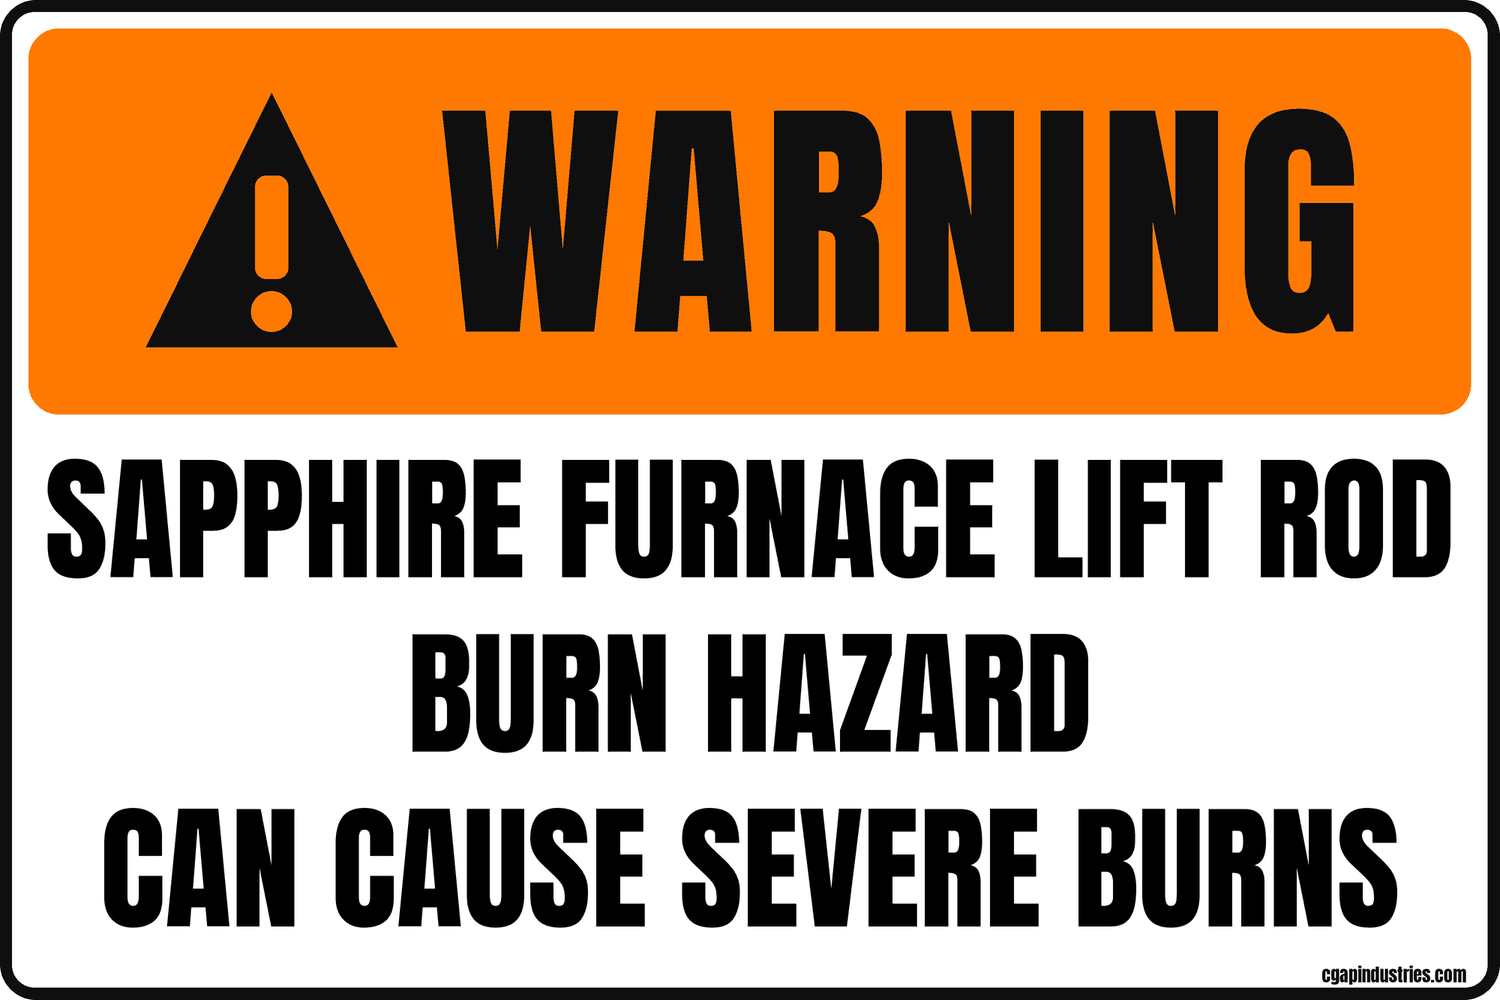 WARNING
SAPPHIRE FURNACE LIFT ROD
BURN HAZARD
CAN CAUSE SEVERE BURNS
cgapindustries.com